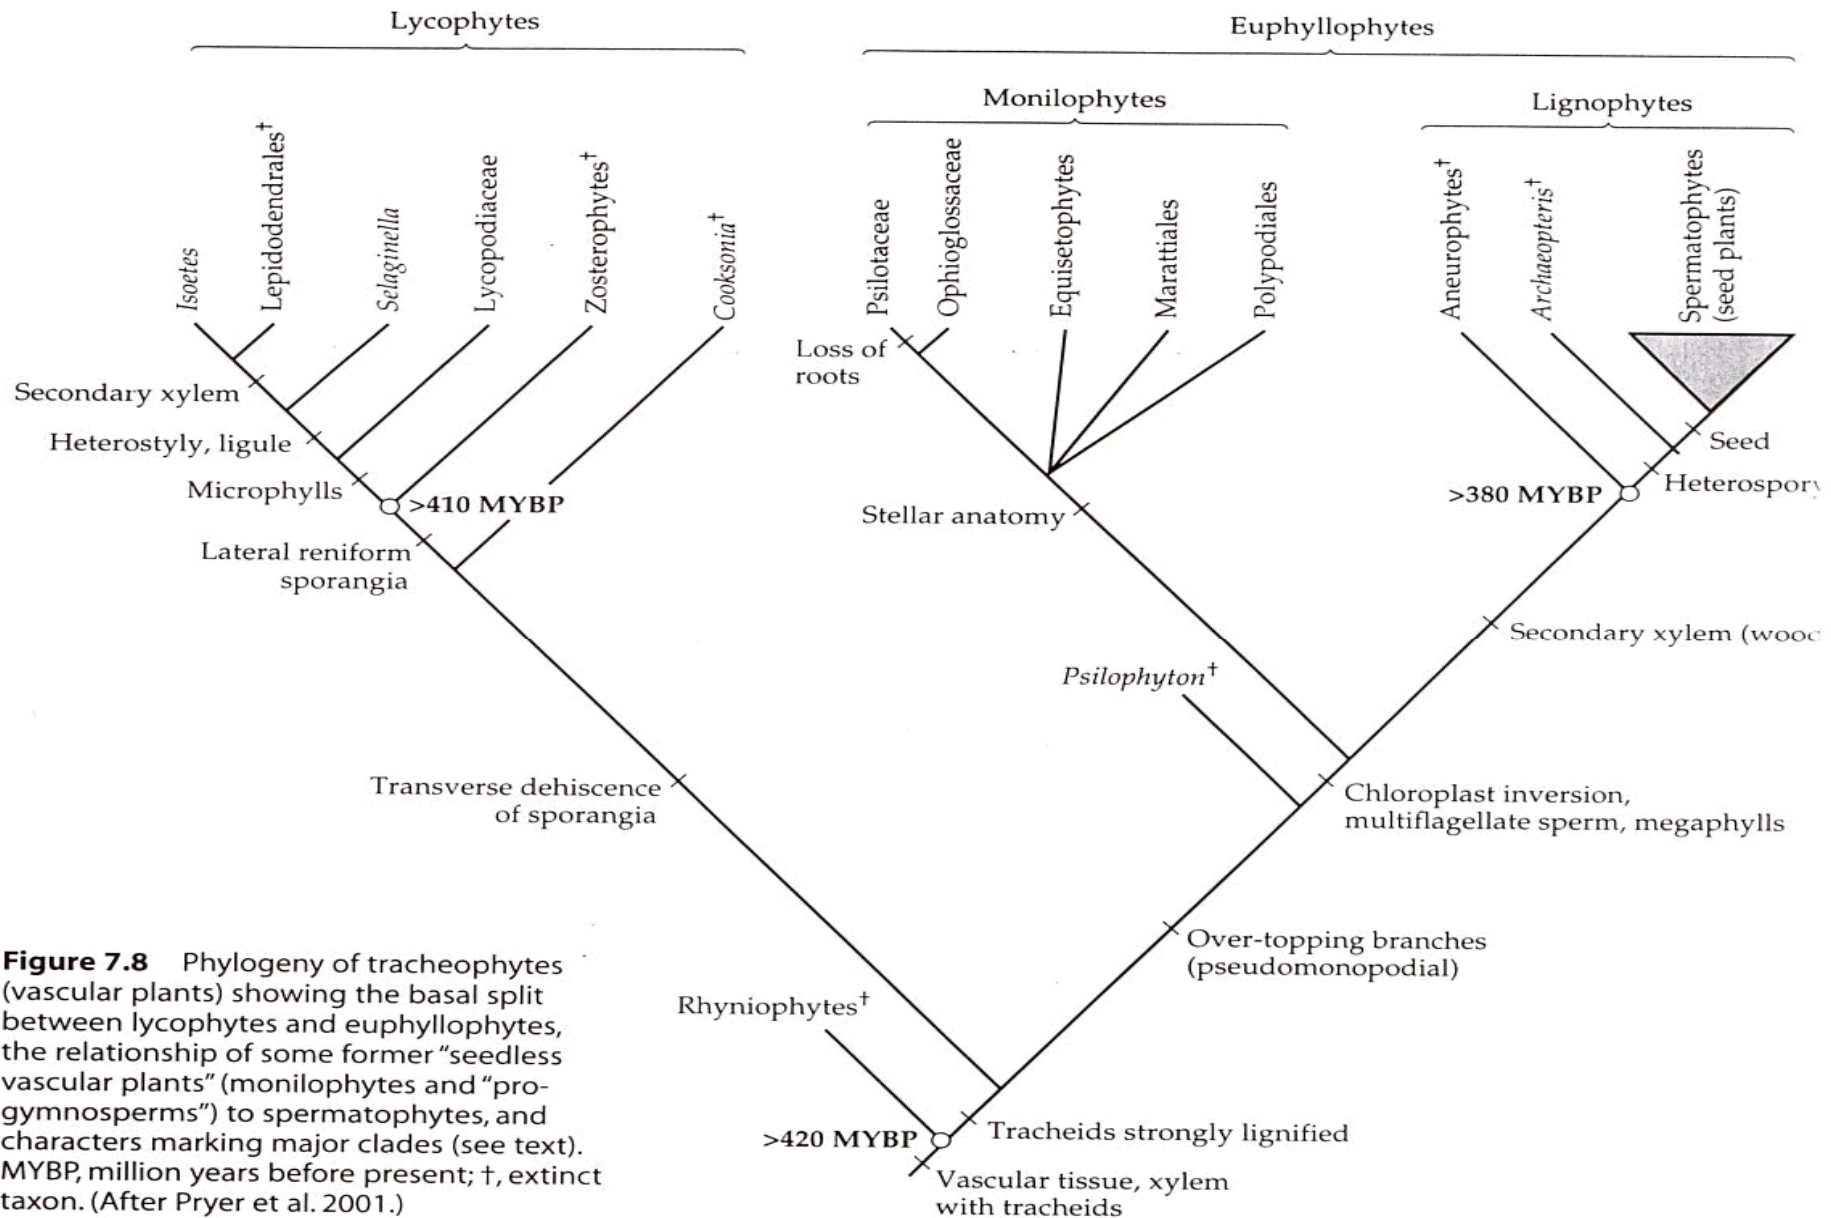 Lycophytes
Euphyllophytes
Monilophytes
Lignophytes
Isoetes
Lepidodendrales†
Selaginella
Lycopodiaceae
Zosterophytes†
Cooksonia†
Psilotaceae
Ophioglossaceae
Equisetophytes
Marattiales
Polypodiales
Aneurophytes†
Archaeopteris†
Spermatophytes
(seed plants)
Loss of
roots
Secondary xylem
Heterostyly, ligule
Microphylls
>410 MYBP
Lateral reniform
sporangia
Seed
Heterospory
>380 MYBP
Stellar anatomy
Secondary xylem (wood
Psilophyton†
Transverse dehiscence
of sporangia
Chloroplast inversion,
multiflagellate sperm, megaphylls
Over-topping branches
(pseudomonopodial)
Rhyniophytes†
>420 MYBP
Tracheids strongly lignified
Vascular tissue, xylem
with tracheids
Figure 7.8 Phylogeny of tracheophytes
(vascular plants) showing the basal split
between lycophytes and euphyllophytes,
the relationship of some former "seedless
vascular plants" (monilophytes and "pro-
gymnosperms") to spermatophytes, and
characters marking major clades (see text).
MYBP, million years before present; †, extinct
taxon. (After Pryer et al. 2001.)